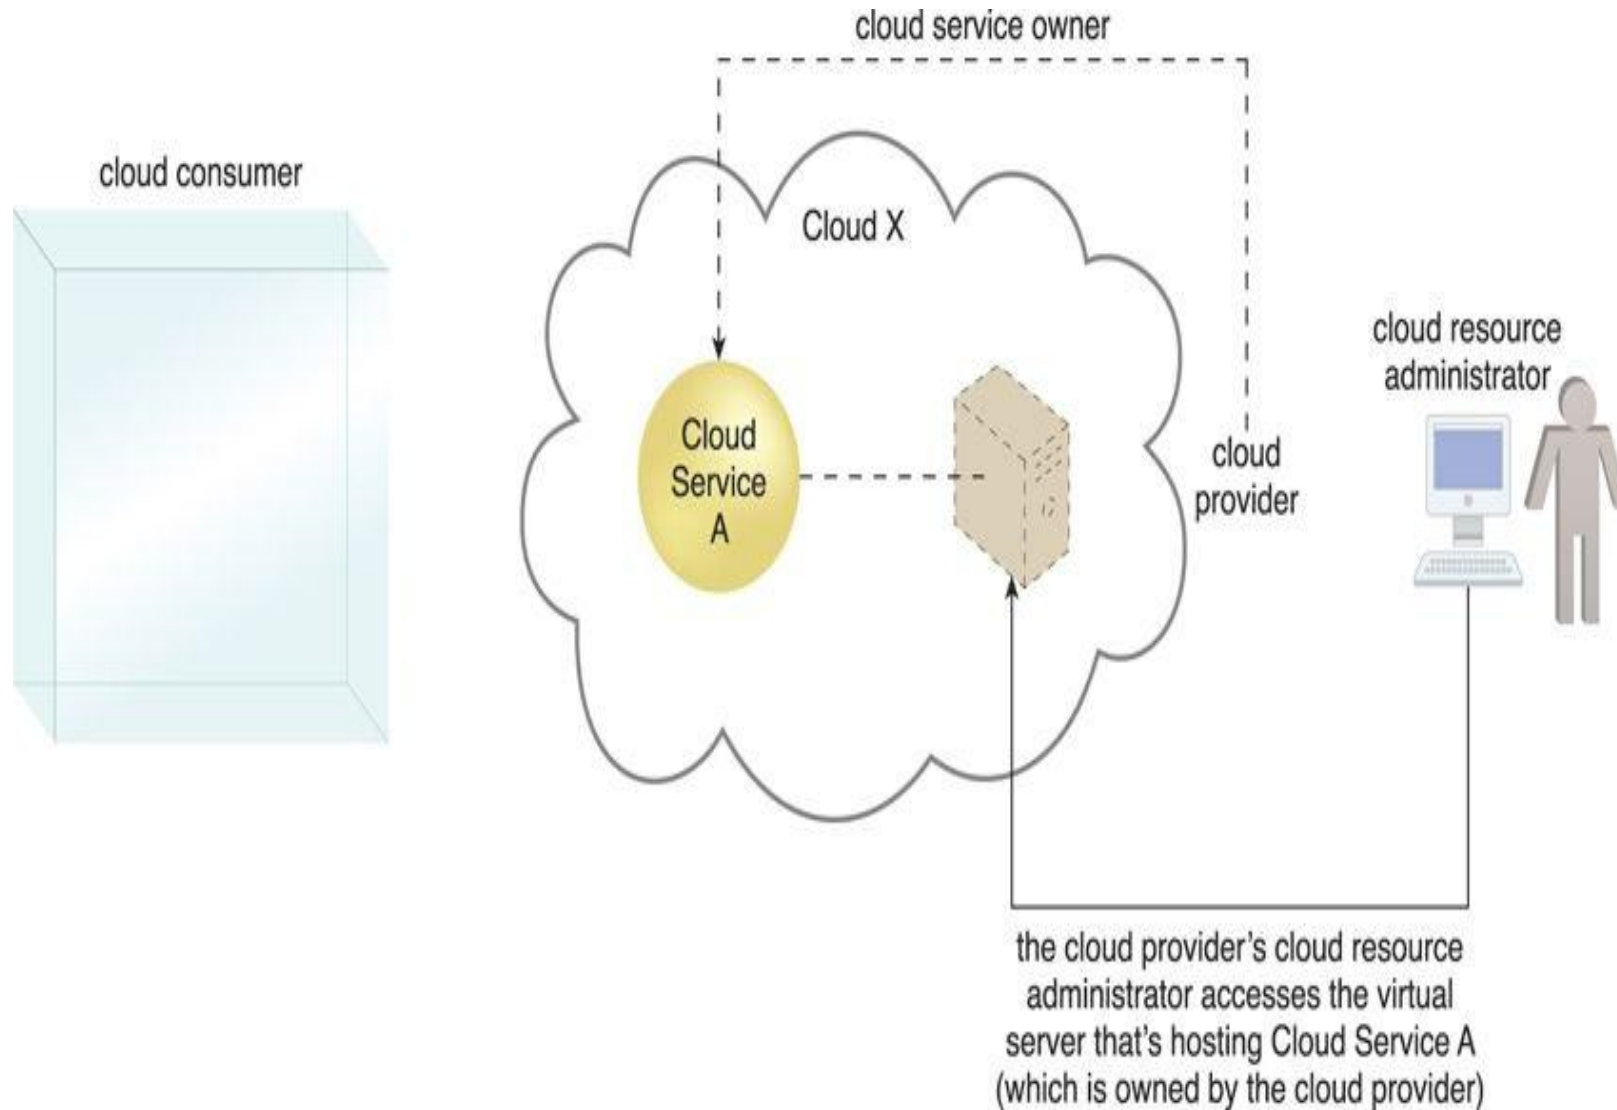 cloud service owner
cloud consumer
Cloud X
cloud resource
administrator
Cloud
Service
A
cloud
provider
the cloud provider’s cloud resource
administrator accesses the virtual
server that’s hosting Cloud Service A
(which is owned by the cloud provider)